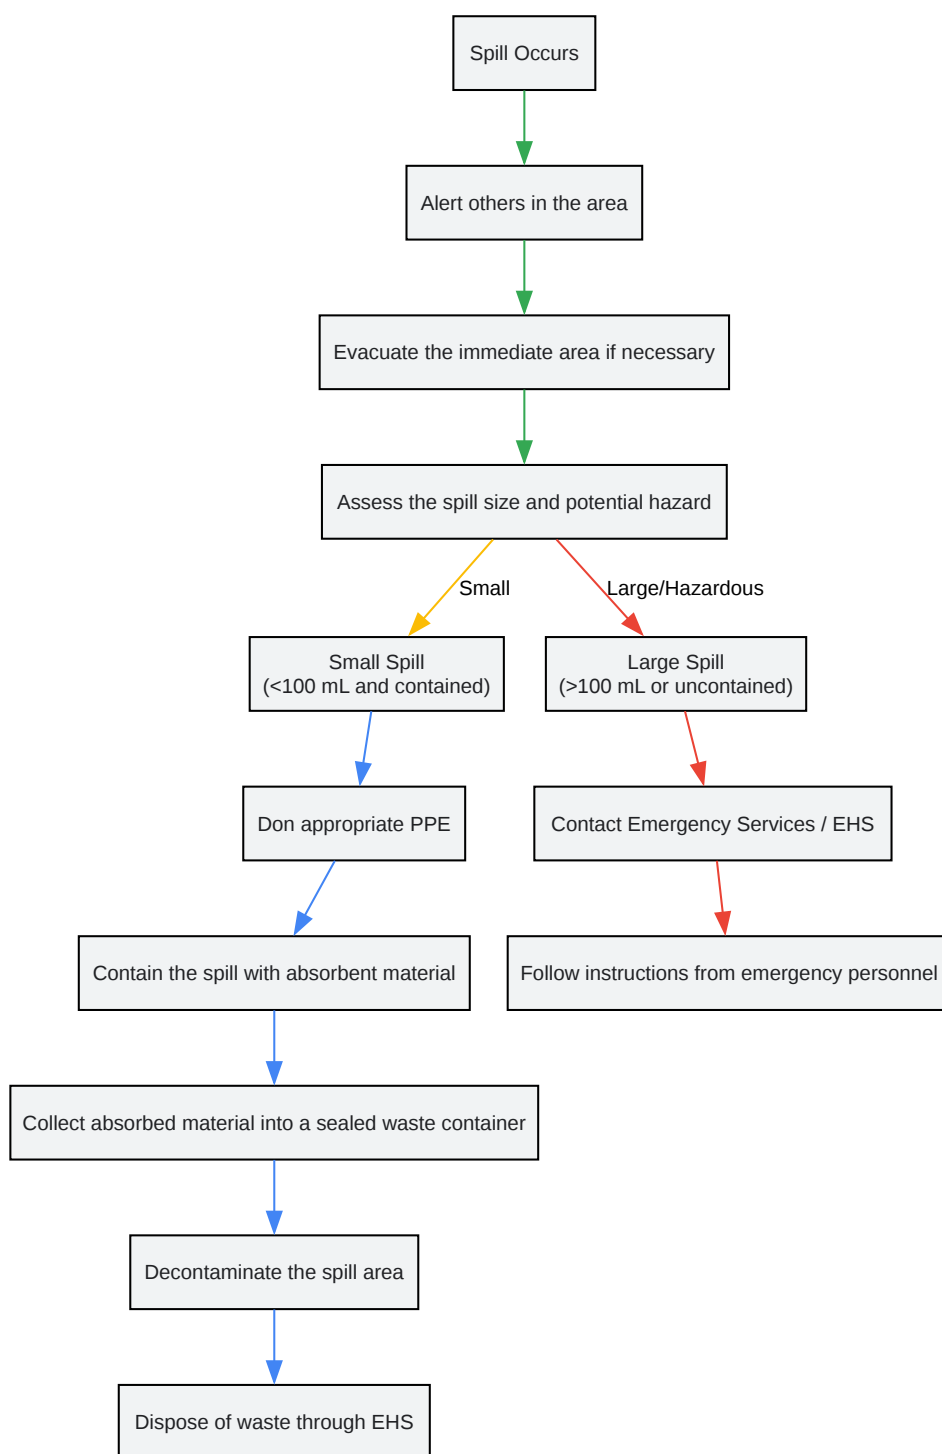 Spill Occurs
Alert others in the area
Evacuate the immediate area if necessary
Assess the spill size and potential hazard
Small
Large/Hazardous
Small Spill
(<100 mL and contained)
Large Spill
(>100 mL or uncontained)
Don appropriate PPE
Contact Emergency Services / EHS
Contain the spill with absorbent material
Follow instructions from emergency personnel
Collect absorbed material into a sealed waste container
Decontaminate the spill area
Dispose of waste through EHS